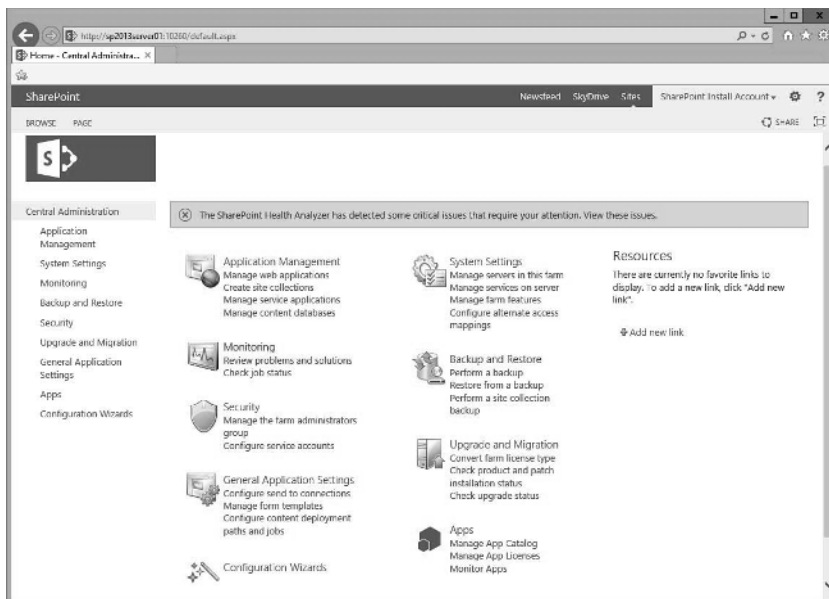 http://sp2013server01:10260/default.aspx
Home - Central Administra...
SharePoint
Newsfeed SkyDrive Sites SharePoint Install Account ?
BROWSE PAGE
SHARE
S
Central Administration
Application
Management
System Settings
Monitoring
Backup and Restore
Security
Upgrade and Migration
General Application
Settings
Apps
Configuration Wizards
The SharePoint Health Analyzer has detected some critical issues that require your attention. View these issues.
Application Management
Manage web applications
Create site collections
Manage service applications
Manage content databases
Monitoring
Review problems and solutions
Check job status
Security
Manage the farm administrators
group
Configure service accounts
General Application Settings
Configure send to connections
Manage form templates
Configure content deployment
paths and jobs
Configuration Wizards
System Settings
Manage servers in this farm
Manage services on server
Manage farm features
Configure alternate access
mappings
Backup and Restore
Perform a backup
Restore from a backup
Perform a site collection
backup
Upgrade and Migration
Convert farm license type
Check product and patch
installation status
Check upgrade status
Apps
Manage App Catalog
Manage App Licenses
Monitor Apps
Resources
There are currently no favorite links to
display. To add a new link, click "Add new
link".
Add new link